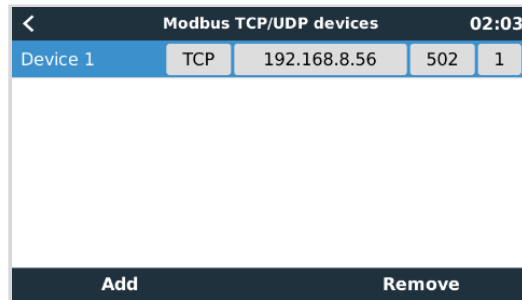 Modbus TCP/UDP devices 02:03
Device 1 TCP 192.168.8.56 502 1
Add Remove